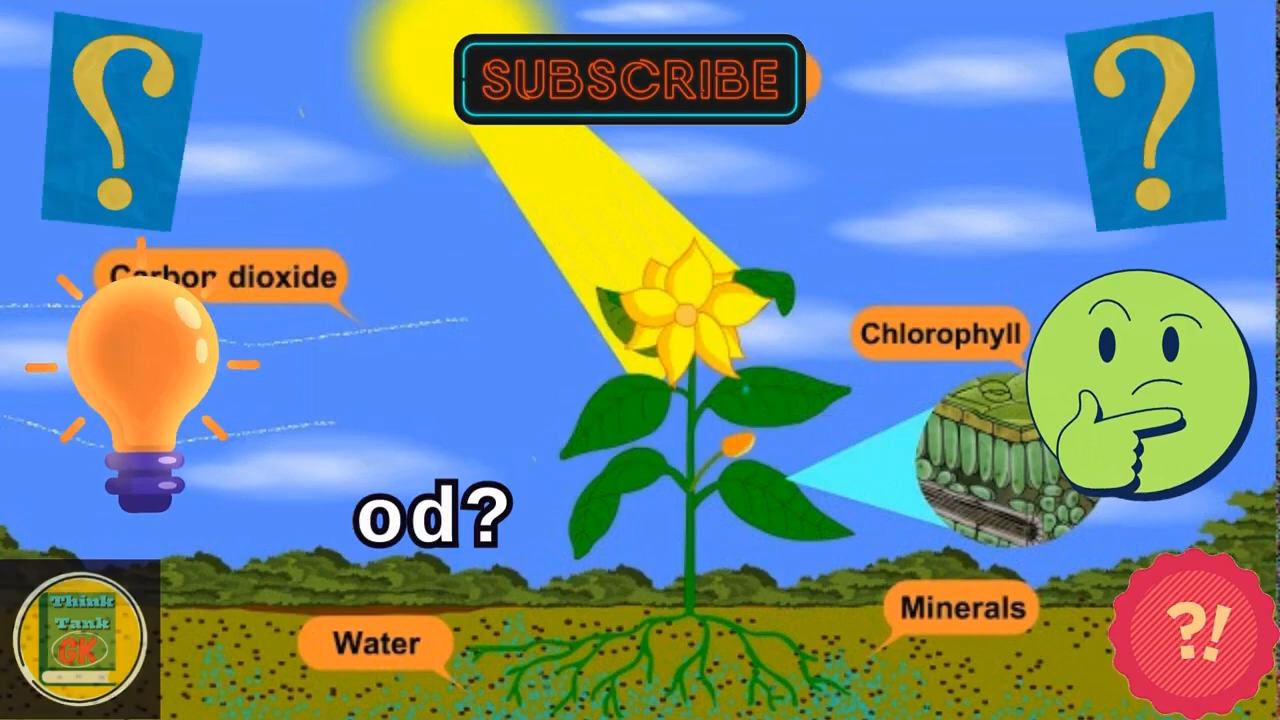 ?
?
SUBSCRIBE
Carbon dioxide
Chlorophyll
od?
Minerals
Water
Think
Tank
GK
?!